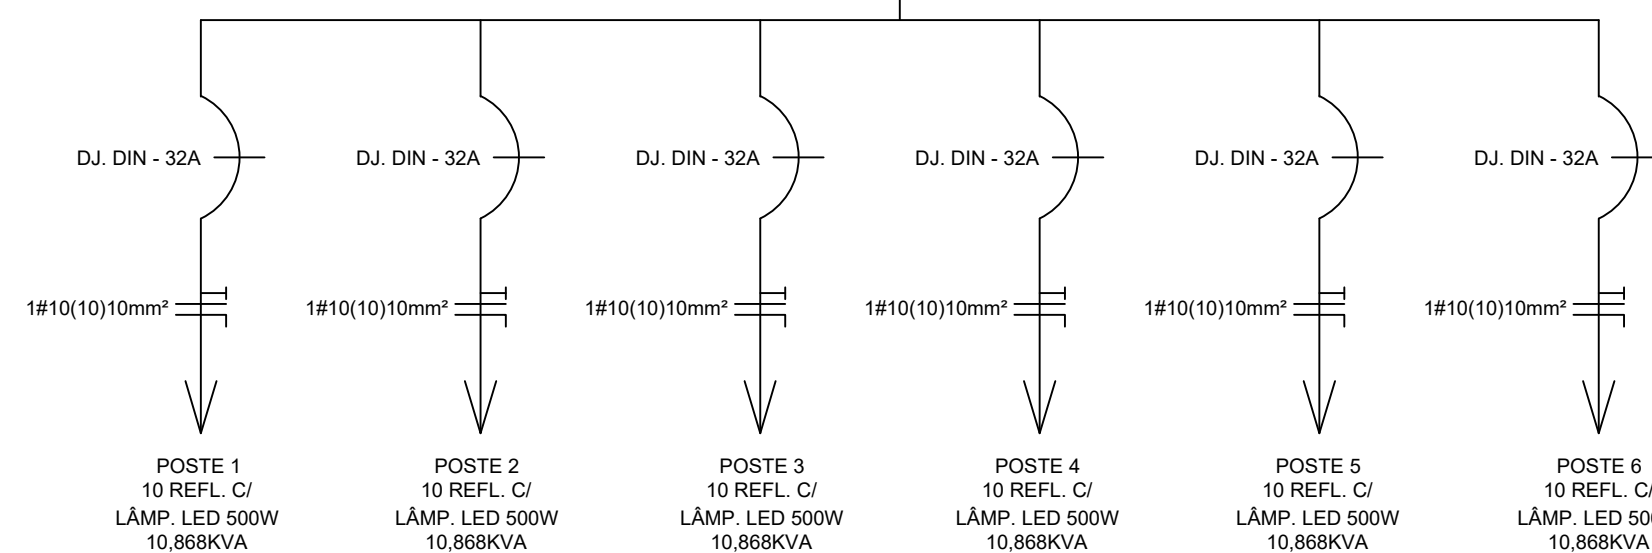 DJ. DIN - 32A
DJ. DIN - 32A
DJ. DIN - 32A
DJ. DIN - 32A
DJ. DIN - 32A
DJ. DIN - 32A
1#10(10)10mm²
1#10(10)10mm²
1#10(10)10mm²
1#10(10)10mm²
1#10(10)10mm²
1#10(10)10mm²
POSTE 1
10 REFL. C/
LÂMP. LED 500W
10,868KVA
POSTE 2
10 REFL. C/
LÂMP. LED 500W
10,868KVA
POSTE 3
10 REFL. C/
LÂMP. LED 500W
10,868KVA
POSTE 4
10 REFL. C/
LÂMP. LED 500W
10,868KVA
POSTE 5
10 REFL. C/
LÂMP. LED 500W
10,868KVA
POSTE 6
10 REFL. C/
LÂMP. LED
10,868KVA